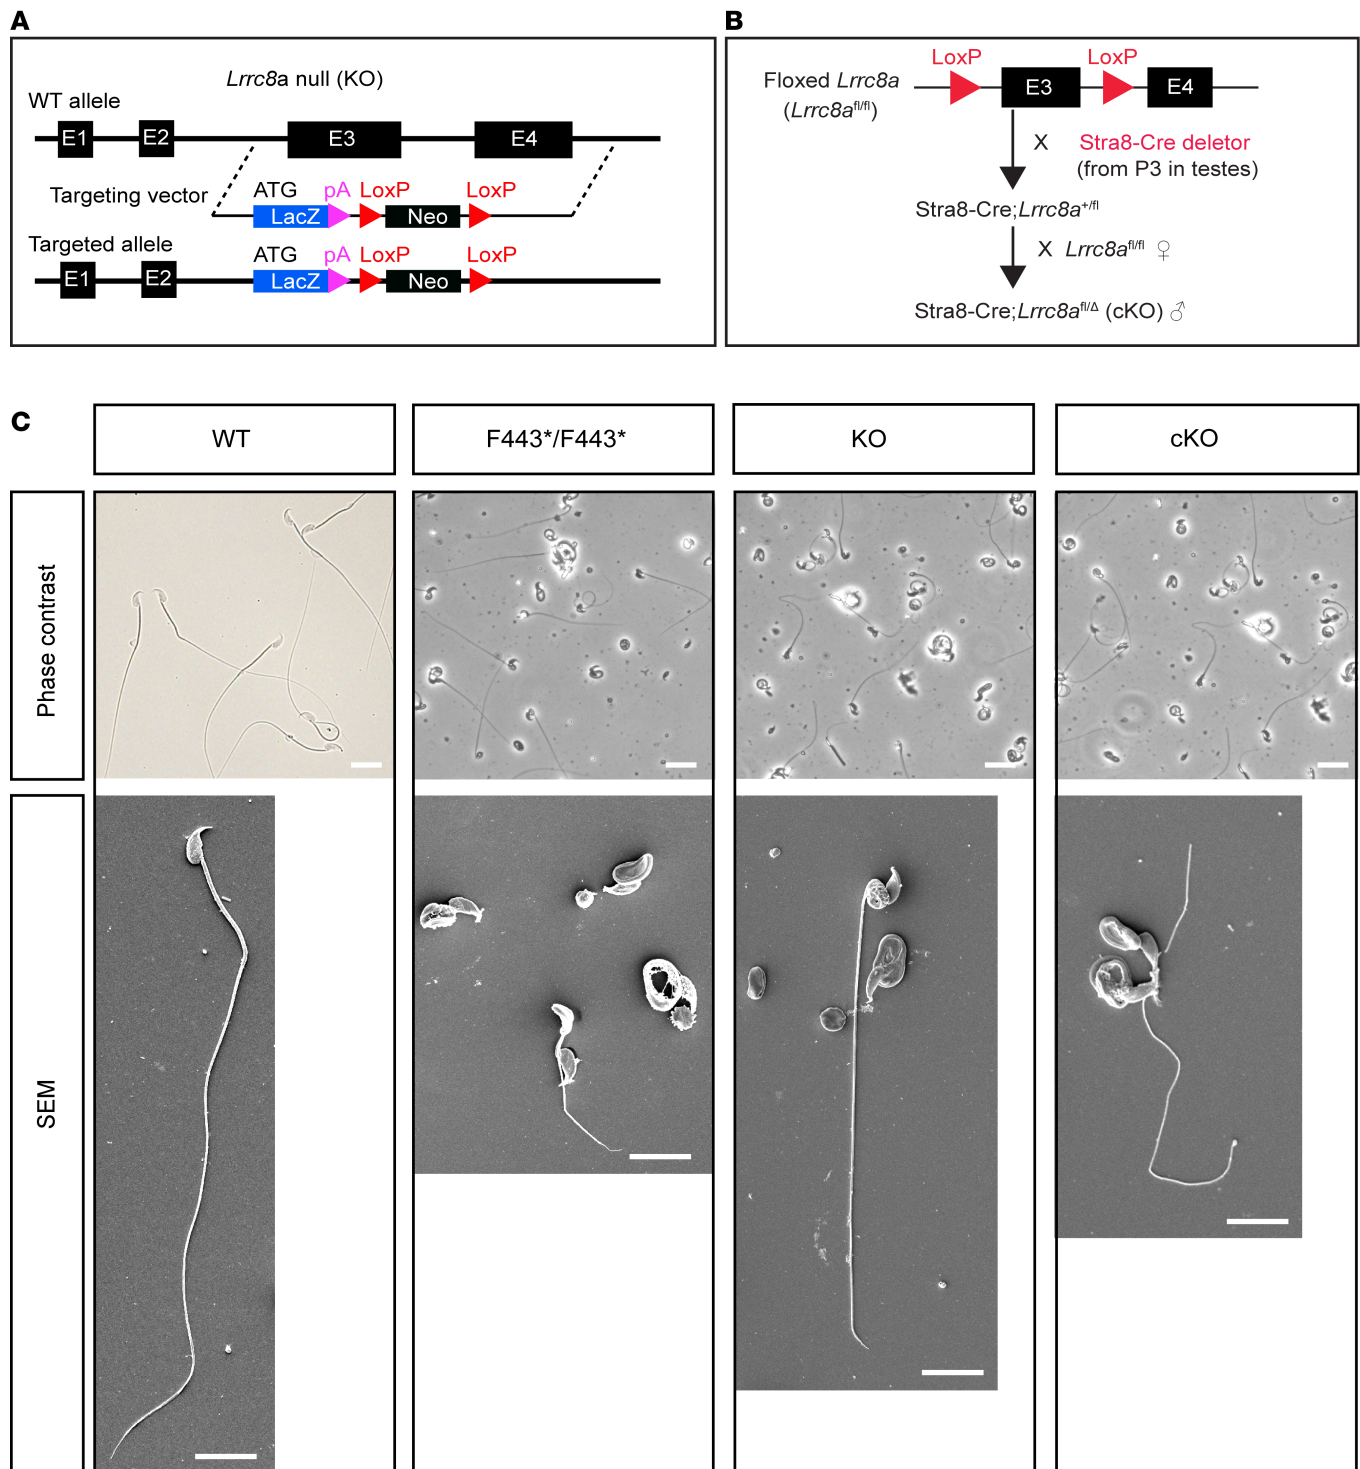 A
Lrrc8a null (KO)
WT allele
E1 E2 E3 E4
Targeting vector
ATG pA LoxP LoxP
LacZ Neo
Targeted allele
ATG pA LoxP LoxP
E1 E2 LacZ Neo
B
LoxP LoxP
Floxed Lrrc8a
E3 E4
(Lrrc8afl/fl)
X Stra8-Cre deletor
(from P3 in testes)
Stra8-Cre;Lrrc8a+/fl
X Lrrc8afl/fl ♀
Stra8-Cre;Lrrc8afl/Δ (cKO) ♂
C
WT
F443*/F443*
KO
cKO
Phase contrast
SEM